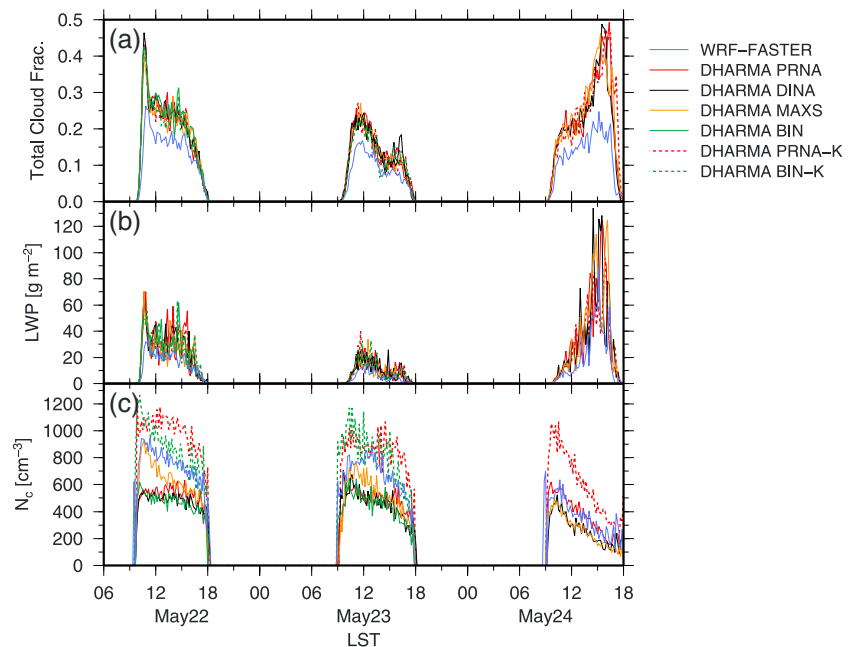 (a)
Total Cloud Frac.
0.5
0.4
0.3
0.2
0.1
0.0
WRF−FASTER
DHARMA PRNA
DHARMA DINA
DHARMA MAXS
DHARMA BIN
DHARMA PRNA−K
DHARMA BIN−K
(b)
LWP [g m−2]
120
100
80
60
40
20
0
(c)
Nc [cm−3]
1200
1000
800
600
400
200
0
06 12 18 00 06 12 18 00 06 12 18
May22 May23 May24
LST